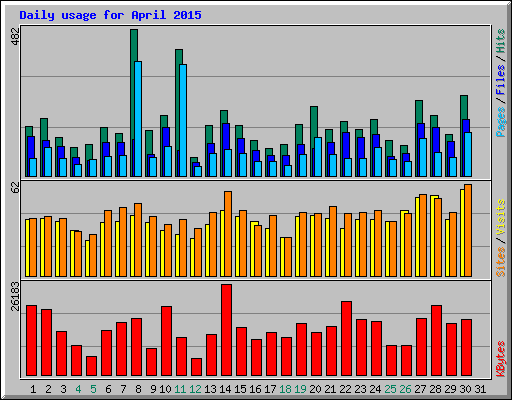 Daily usage for April 2015
482
Pages / Files / Hits
62
Sites / Visits
26183
KBytes
1 2 3 4 5 6 7 8 9 10 11 12 13 14 15 16 17 18 19 20 21 22 23 24 25 26 27 28 29 30 31